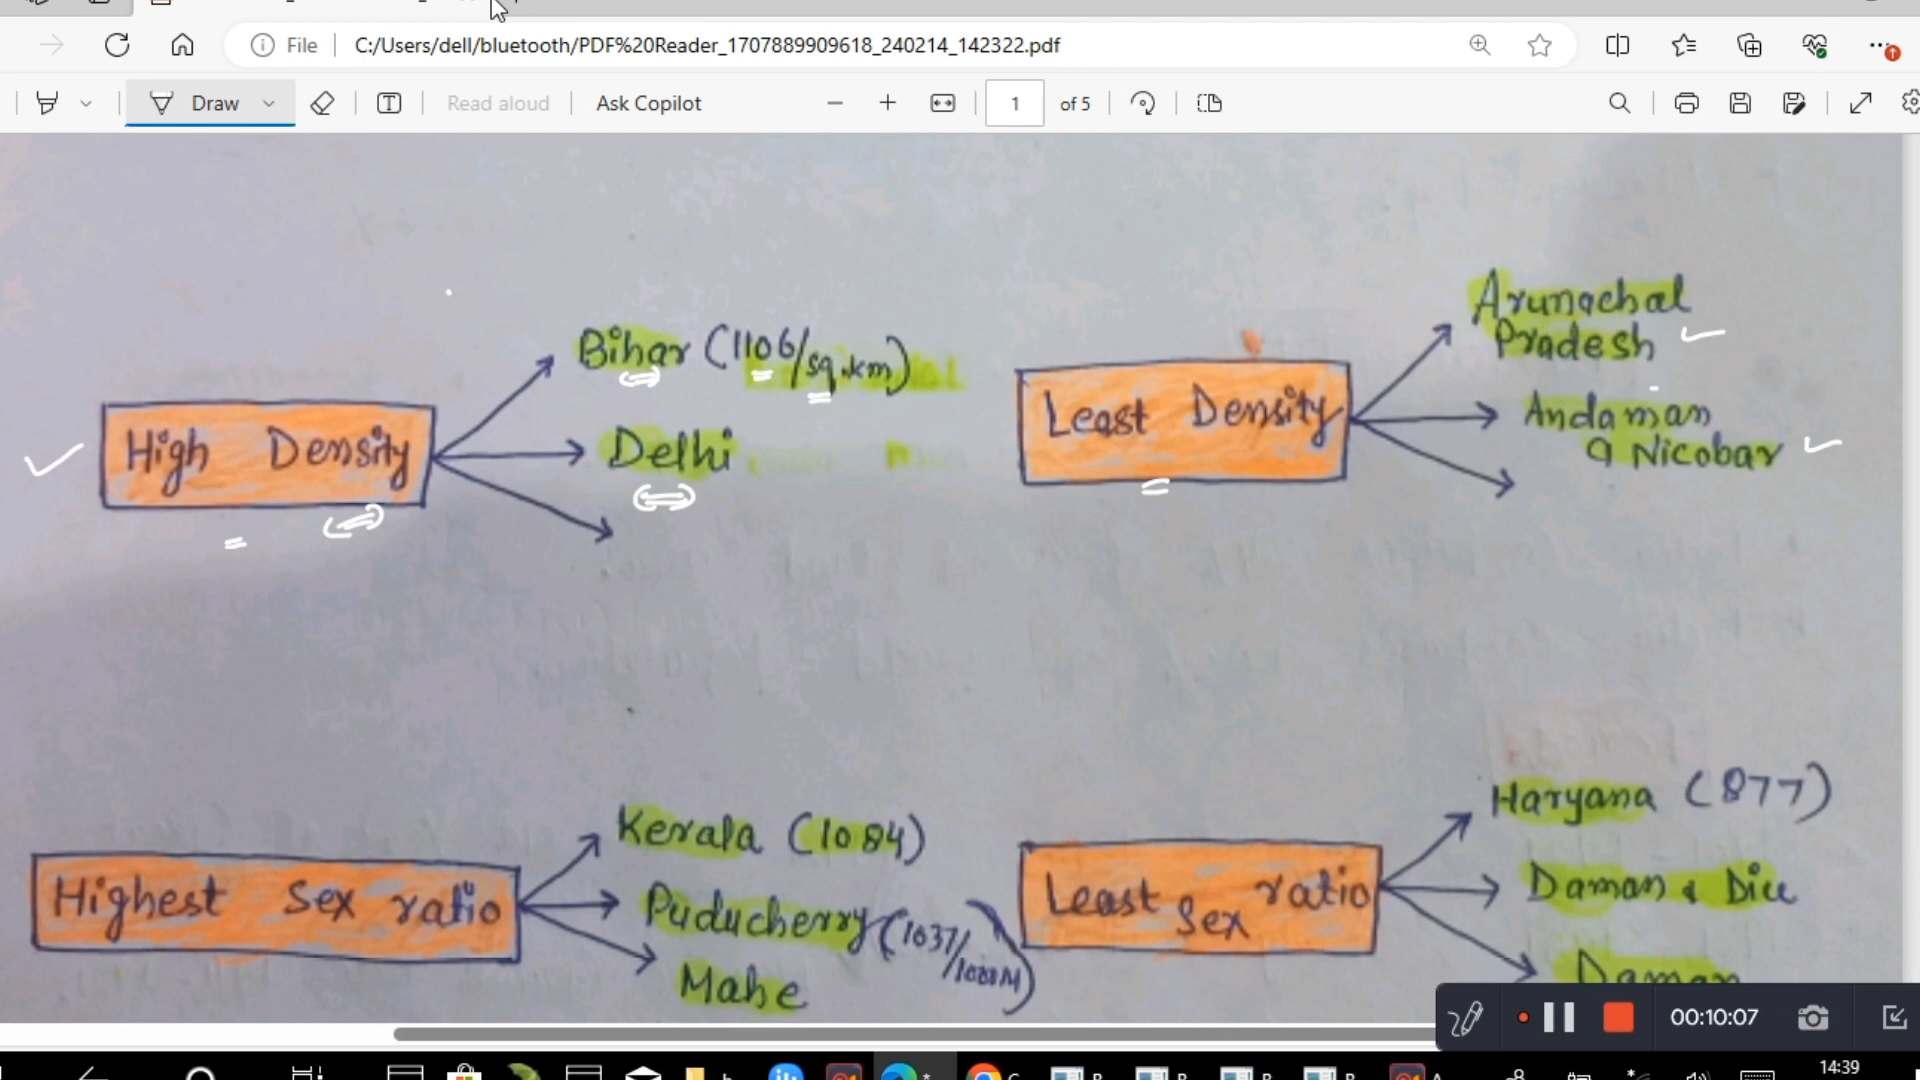 File
C:/Users/dell/bluetooth/PDF%20Reader_1707889909618_240214_142322.pdf
Draw
Read aloud
Ask Copilot
1 of 5
High Density
Bihar (1106/sq.km)
Delhi
Least Density
Arunachal
Pradesh
Andaman
& Nicobar
Highest Sex ratio
Kerala (1084)
Puducherry (1037/1000M)
Mahe
Least Sex ratio
Haryana (877)
Daman & Diu
Daman
00:10:07
14:39